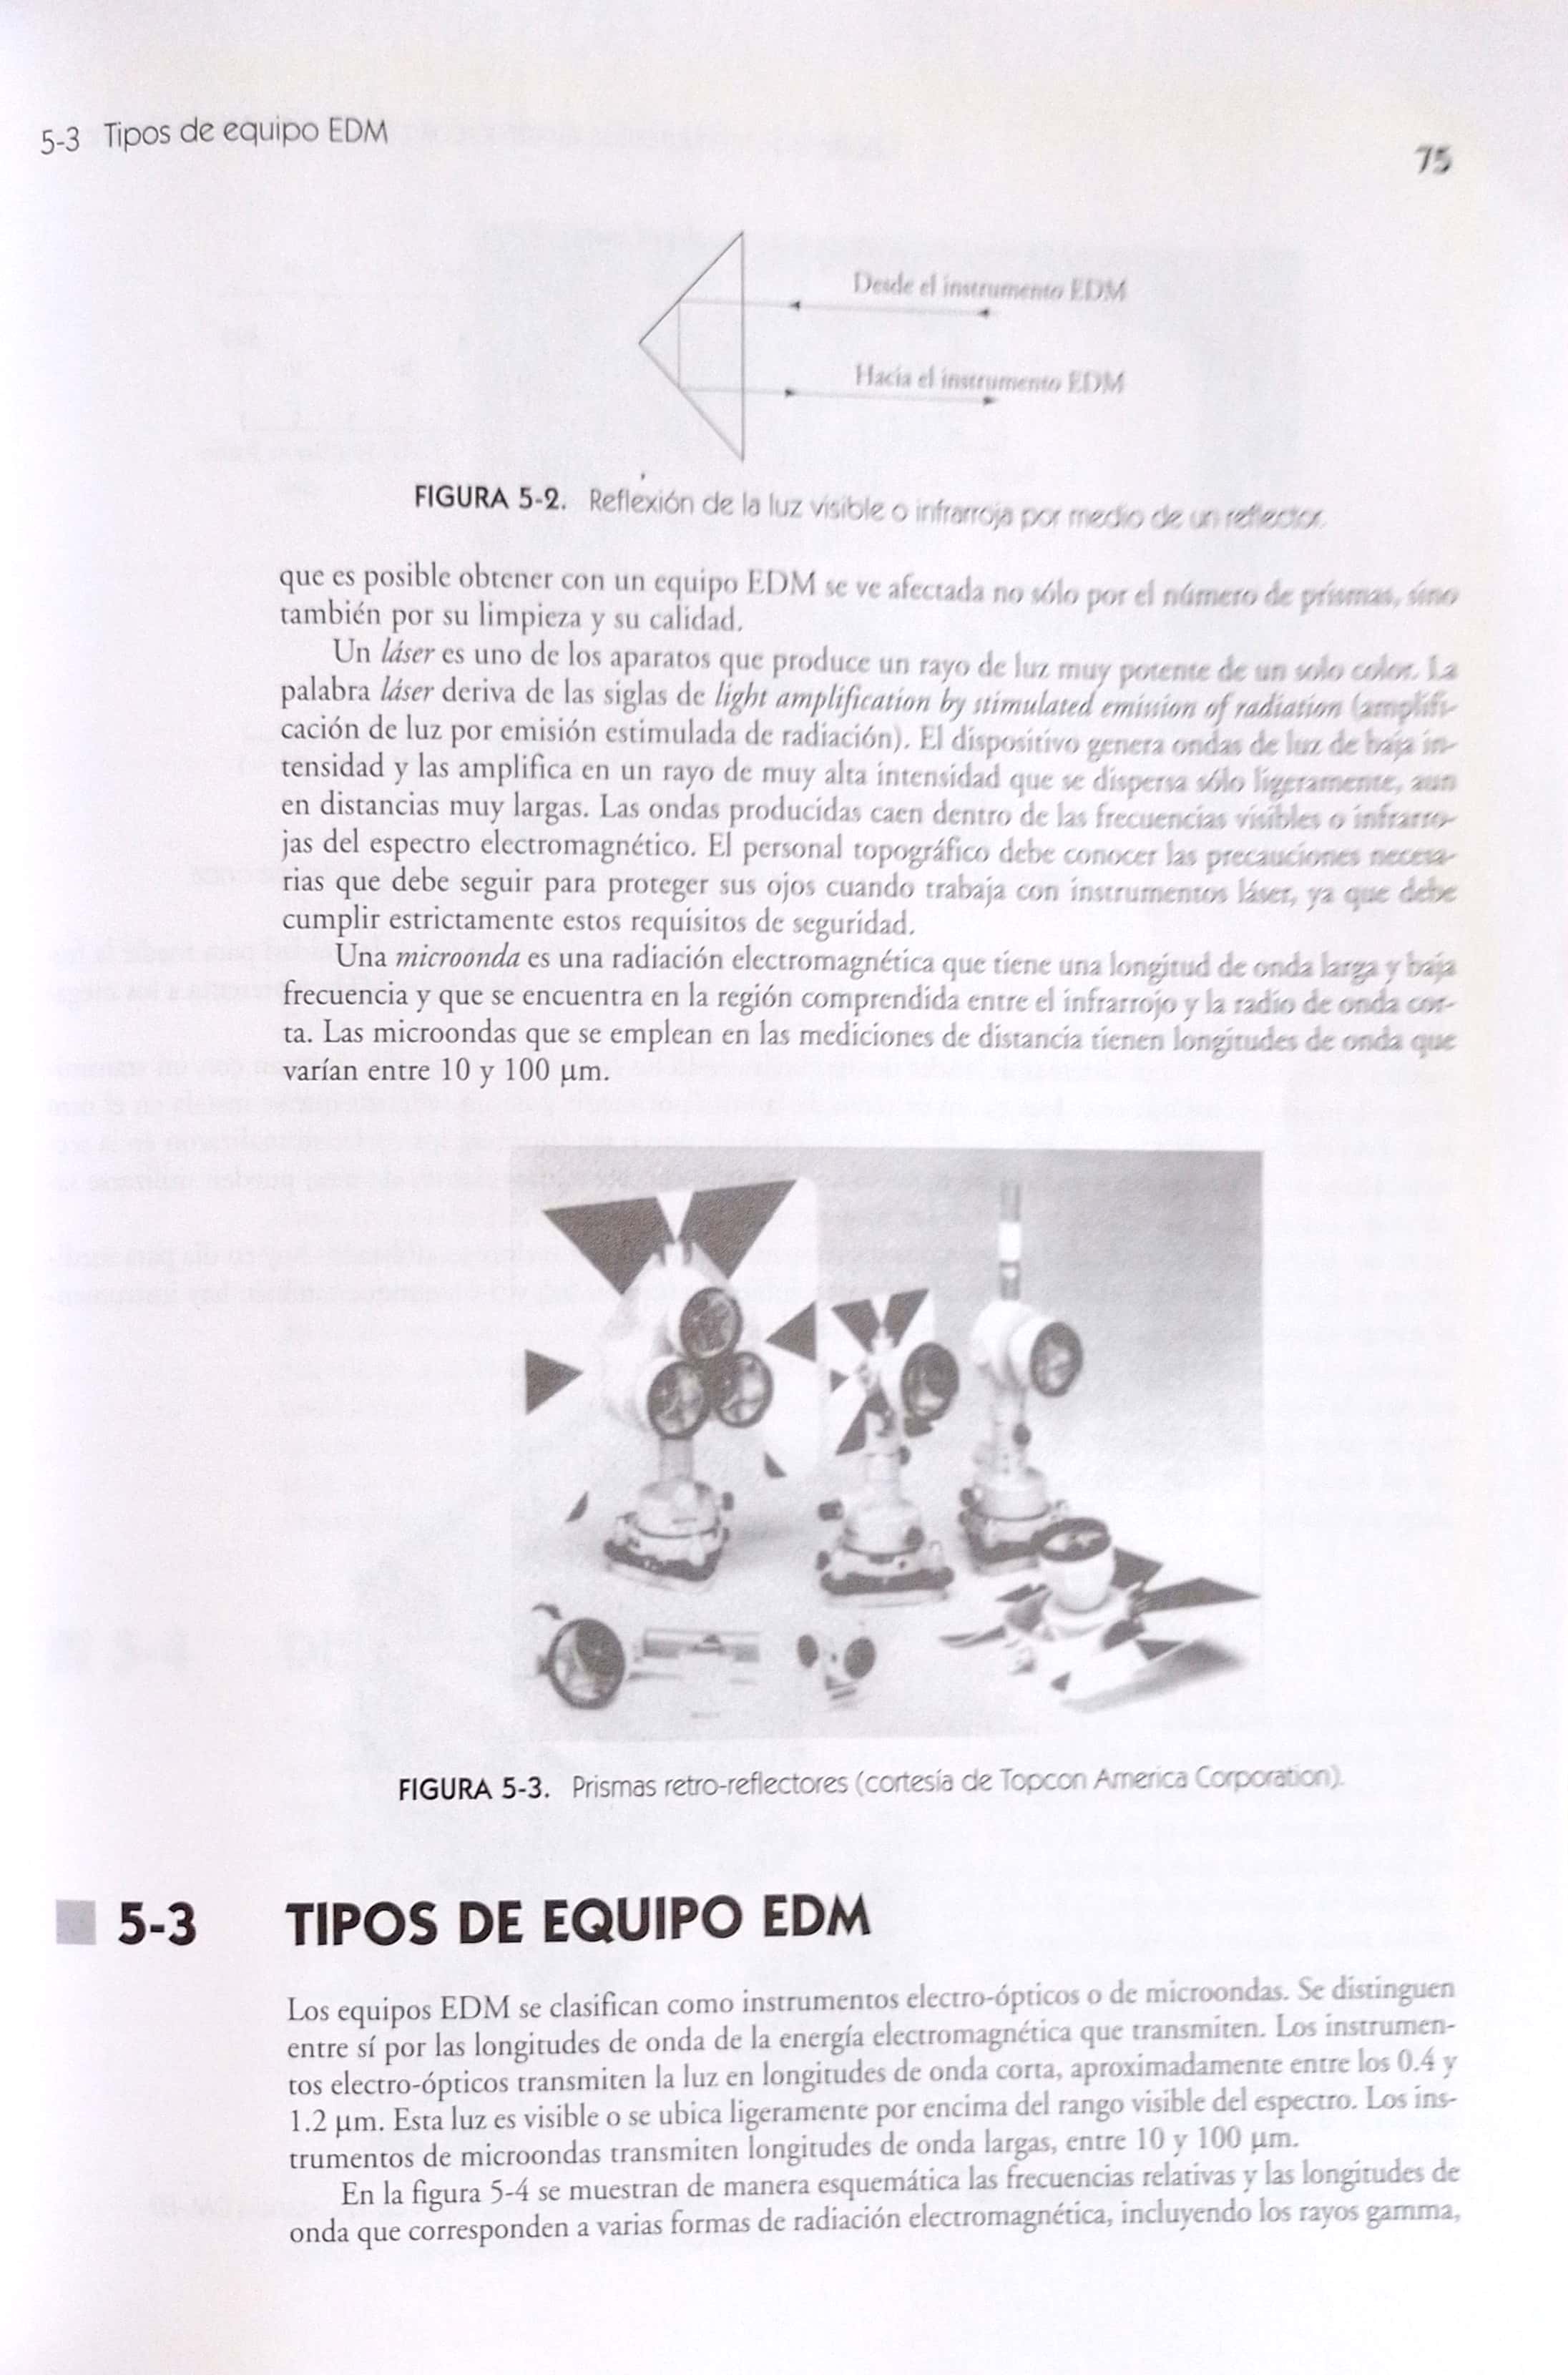 5-3 Tipos de equipo EDM
75
Desde el instrumento EDM
Hacia el instrumento EDM
FIGURA 5-2. Reflexión de la luz visible o infrarroja por medio de un reflector.
que es posible obtener con un equipo EDM se ve afectada no sólo por el número de prismas, sino
también por su limpieza y su calidad.
Un láser es uno de los aparatos que produce un rayo de luz muy potente de un solo color. La
palabra láser deriva de las siglas de light amplification by stimulated emission of radiation (amplifi-
cación de luz por emisión estimulada de radiación). El dispositivo genera ondas de luz de baja in-
tensidad y las amplifica en un rayo de muy alta intensidad que se dispersa sólo ligeramente, aun
en distancias muy largas. Las ondas producidas caen dentro de las frecuencias visibles o infrarro-
jas del espectro electromagnético. El personal topográfico debe conocer las precauciones necesa-
rias que debe seguir para proteger sus ojos cuando trabaja con instrumentos láser, ya que debe
cumplir estrictamente estos requisitos de seguridad.
Una microonda es una radiación electromagnética que tiene una longitud de onda larga y baja
frecuencia y que se encuentra en la región comprendida entre el infrarrojo y la radio de onda cor-
ta. Las microondas que se emplean en las mediciones de distancia tienen longitudes de onda que
varían entre 10 y 100 µm.
FIGURA 5-3. Prismas retro-reflectores (cortesía de Topcon America Corporation).
5-3 TIPOS DE EQUIPO EDM
Los equipos EDM se clasifican como instrumentos electro-ópticos o de microondas. Se distinguen
entre sí por las longitudes de onda de la energía electromagnética que transmiten. Los instrumen-
tos electro-ópticos transmiten la luz en longitudes de onda corta, aproximadamente entre los 0.4 y
1.2 µm. Esta luz es visible o se ubica ligeramente por encima del rango visible del espectro. Los ins-
trumentos de microondas transmiten longitudes de onda largas, entre 10 y 100 µm.
En la figura 5-4 se muestran de manera esquemática las frecuencias relativas y las longitudes de
onda que corresponden a varias formas de radiación electromagnética, incluyendo los rayos gamma,